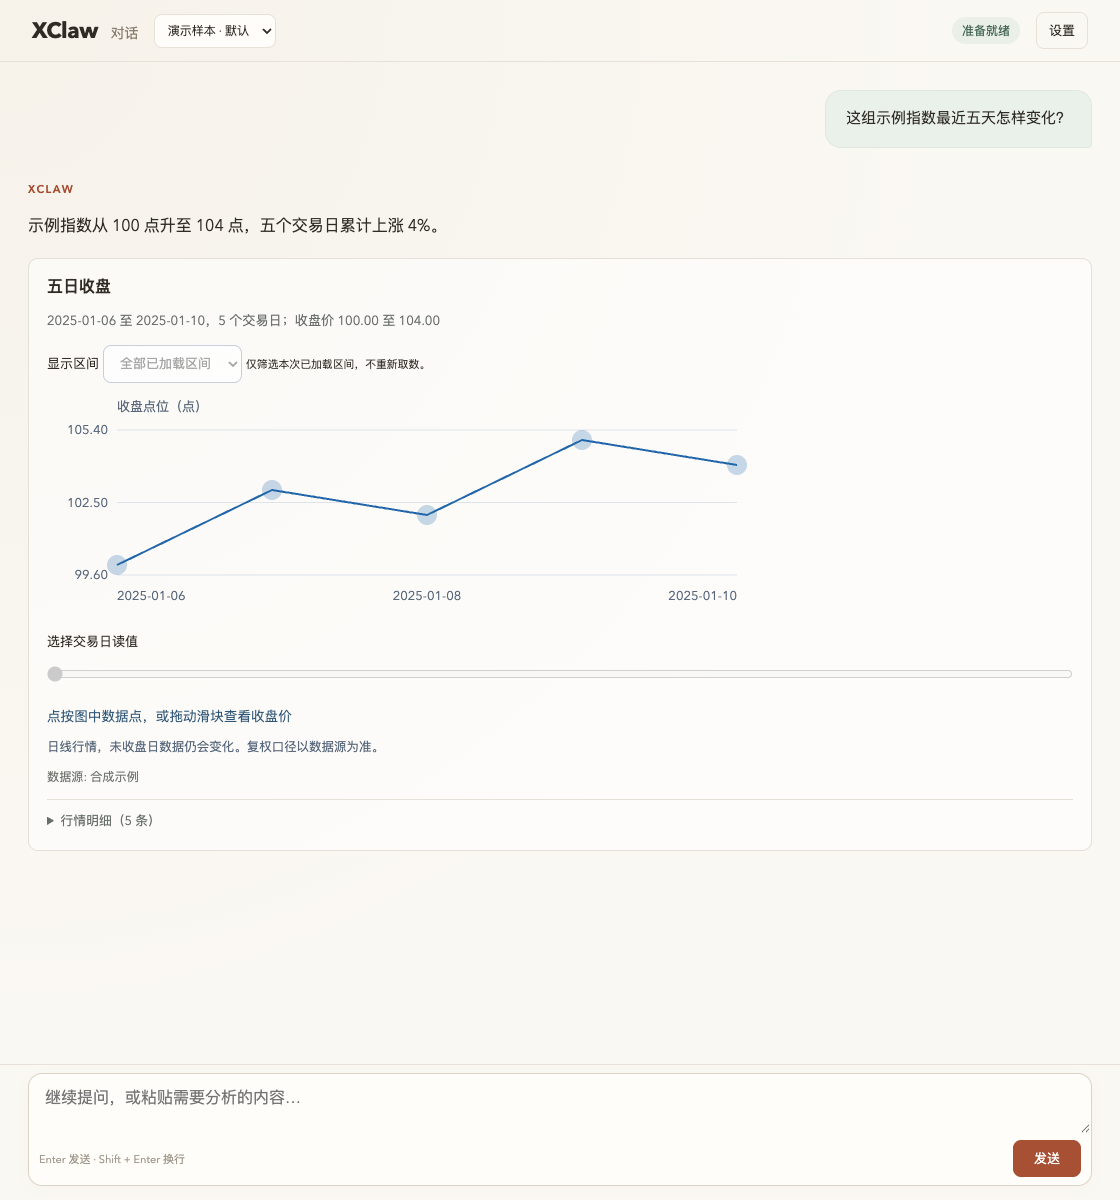 XClaw 对话 演示样本 · 默认 准备就绪 设置
这组示例指数最近五天怎样变化？
XCLAW
示例指数从 100 点升至 104 点，五个交易日累计上涨 4%。
五日收盘
2025-01-06 至 2025-01-10，5 个交易日；收盘价 100.00 至 104.00
显示区间 全部已加载区间 仅筛选本次已加载区间，不重新取数。
收盘点位（点）
105.40
102.50
99.60
2025-01-06 2025-01-08 2025-01-10
选择交易日读值
点按图中数据点，或拖动滑块查看收盘价
日线行情，未收盘日数据仍会变化。复权口径以数据源为准。
数据源: 合成示例
行情明细（5 条）
继续提问，或粘贴需要分析的内容…
Enter 发送 · Shift + Enter 换行 发送